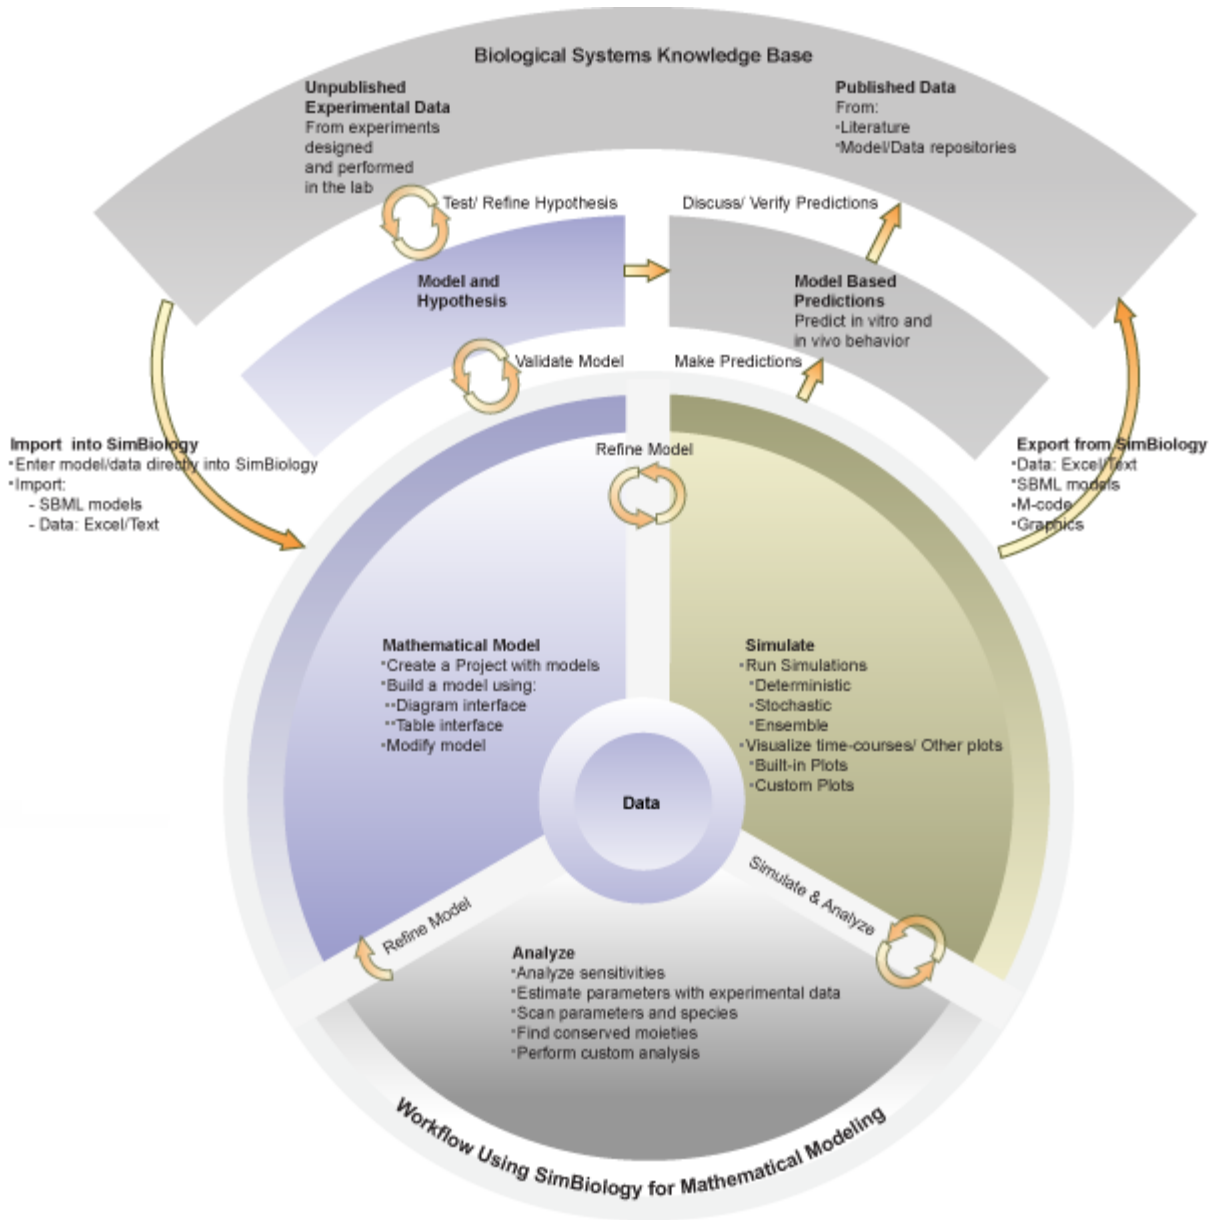 Biological Systems Knowledge Base
Unpublished
Experimental Data
From experiments
designed
and performed
in the lab
Published Data
From:
•Literature
•Model/Data repositories
Test/ Refine Hypothesis
Discuss/ Verify Predictions
Model and
Hypothesis
Model Based
Predictions
Predict in vitro and
in vivo behavior
Validate Model
Make Predictions
Import into SimBiology
•Enter model/data directly into SimBiology
•Import:
- SBML models
- Data: Excel/Text
Export from SimBiology
•Data: Excel/Text
•SBML models
•M-code
•Graphics
Refine Model
Mathematical Model
•Create a Project with models
•Build a model using:
••Diagram interface
••Table interface
•Modify model
Simulate
•Run Simulations
•Deterministic
•Stochastic
•Ensemble
•Visualize time-courses/ Other plots
•Built-in Plots
•Custom Plots
Data
Refine Model
Simulate & Analyze
Analyze
•Analyze sensitivities
•Estimate parameters with experimental data
•Scan parameters and species
•Find conserved moieties
•Perform custom analysis
Workflow Using SimBiology for Mathematical Modeling